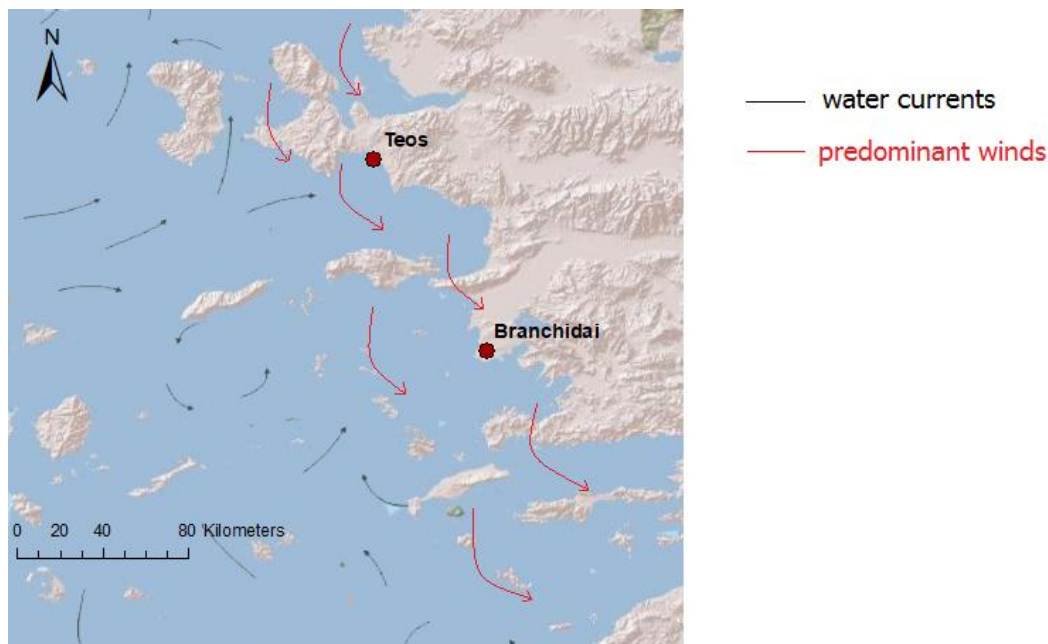 N
Teos
Branchidai
0 20 40 80 Kilometers
water currents
predominant winds